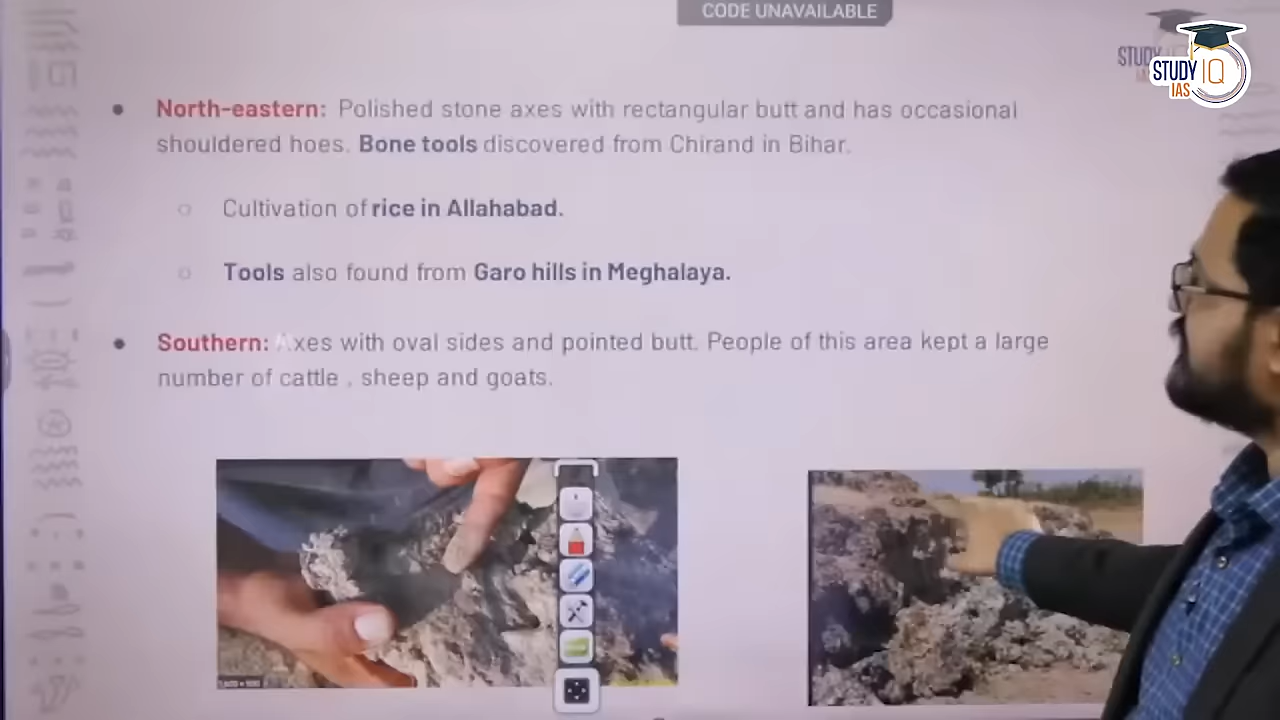 CODE UNAVAILABLE
STUDY IQ
IAS
North-eastern: Polished stone axes with rectangular butt and has occasional
shouldered hoes. Bone tools discovered from Chirand in Bihar.
Cultivation of rice in Allahabad.
Tools also found from Garo hills in Meghalaya.
Southern: Axes with oval sides and pointed butt. People of this area kept a large
number of cattle , sheep and goats.